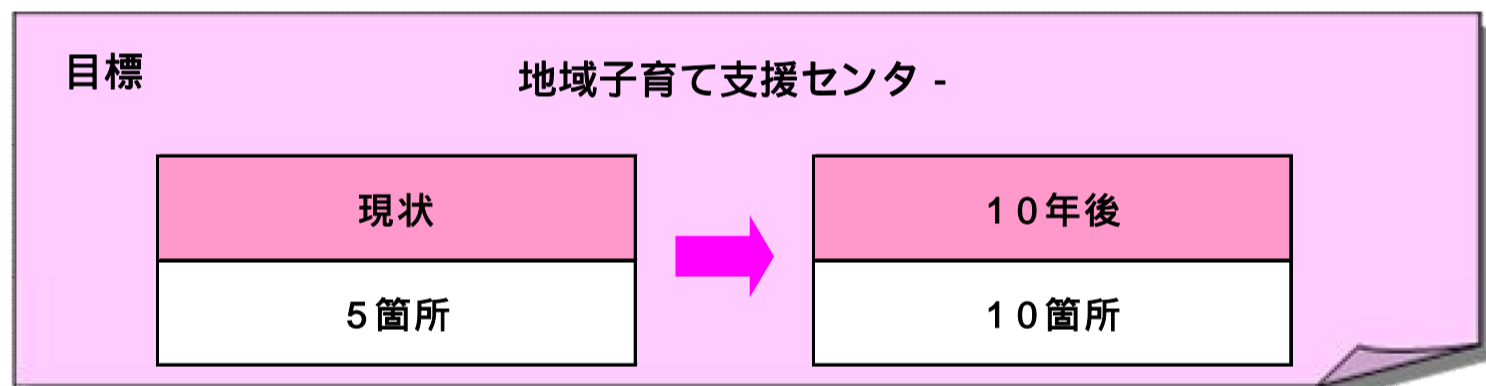 目標
地域子育て支援センタ-
現状
５箇所
１０年後
１０箇所